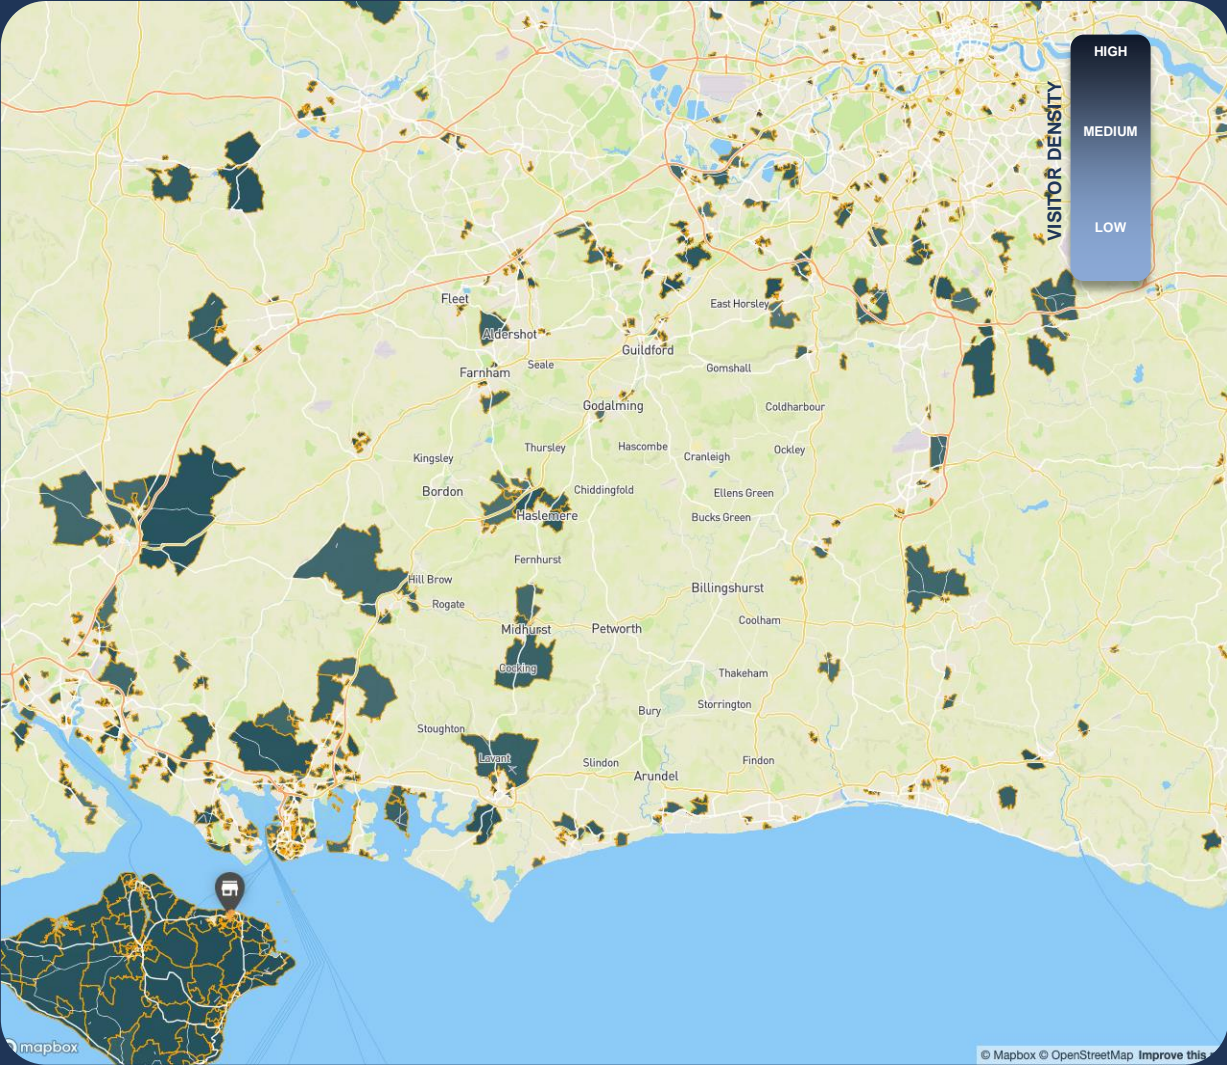 HIGH
MEDIUM
LOW
VISITOR DENSITY
Fleet
East Horsley
Aldershot
Guildford
Seale
Farnham
Gomshall
Godalming
Coldharbour
Thursley
Hascombe
Ockley
Kingsley
Cranleigh
Bordon
Chiddingfold
Ellens Green
Haslemere
Bucks Green
Fernhurst
Hill Brow
Billingshurst
Rogate
Coolham
Midhurst
Petworth
Cocking
Thakeham
Storrington
Bury
Stoughton
Lavant
Slindon
Findon
Arundel
mapbox
© Mapbox © OpenStreetMap Improve this